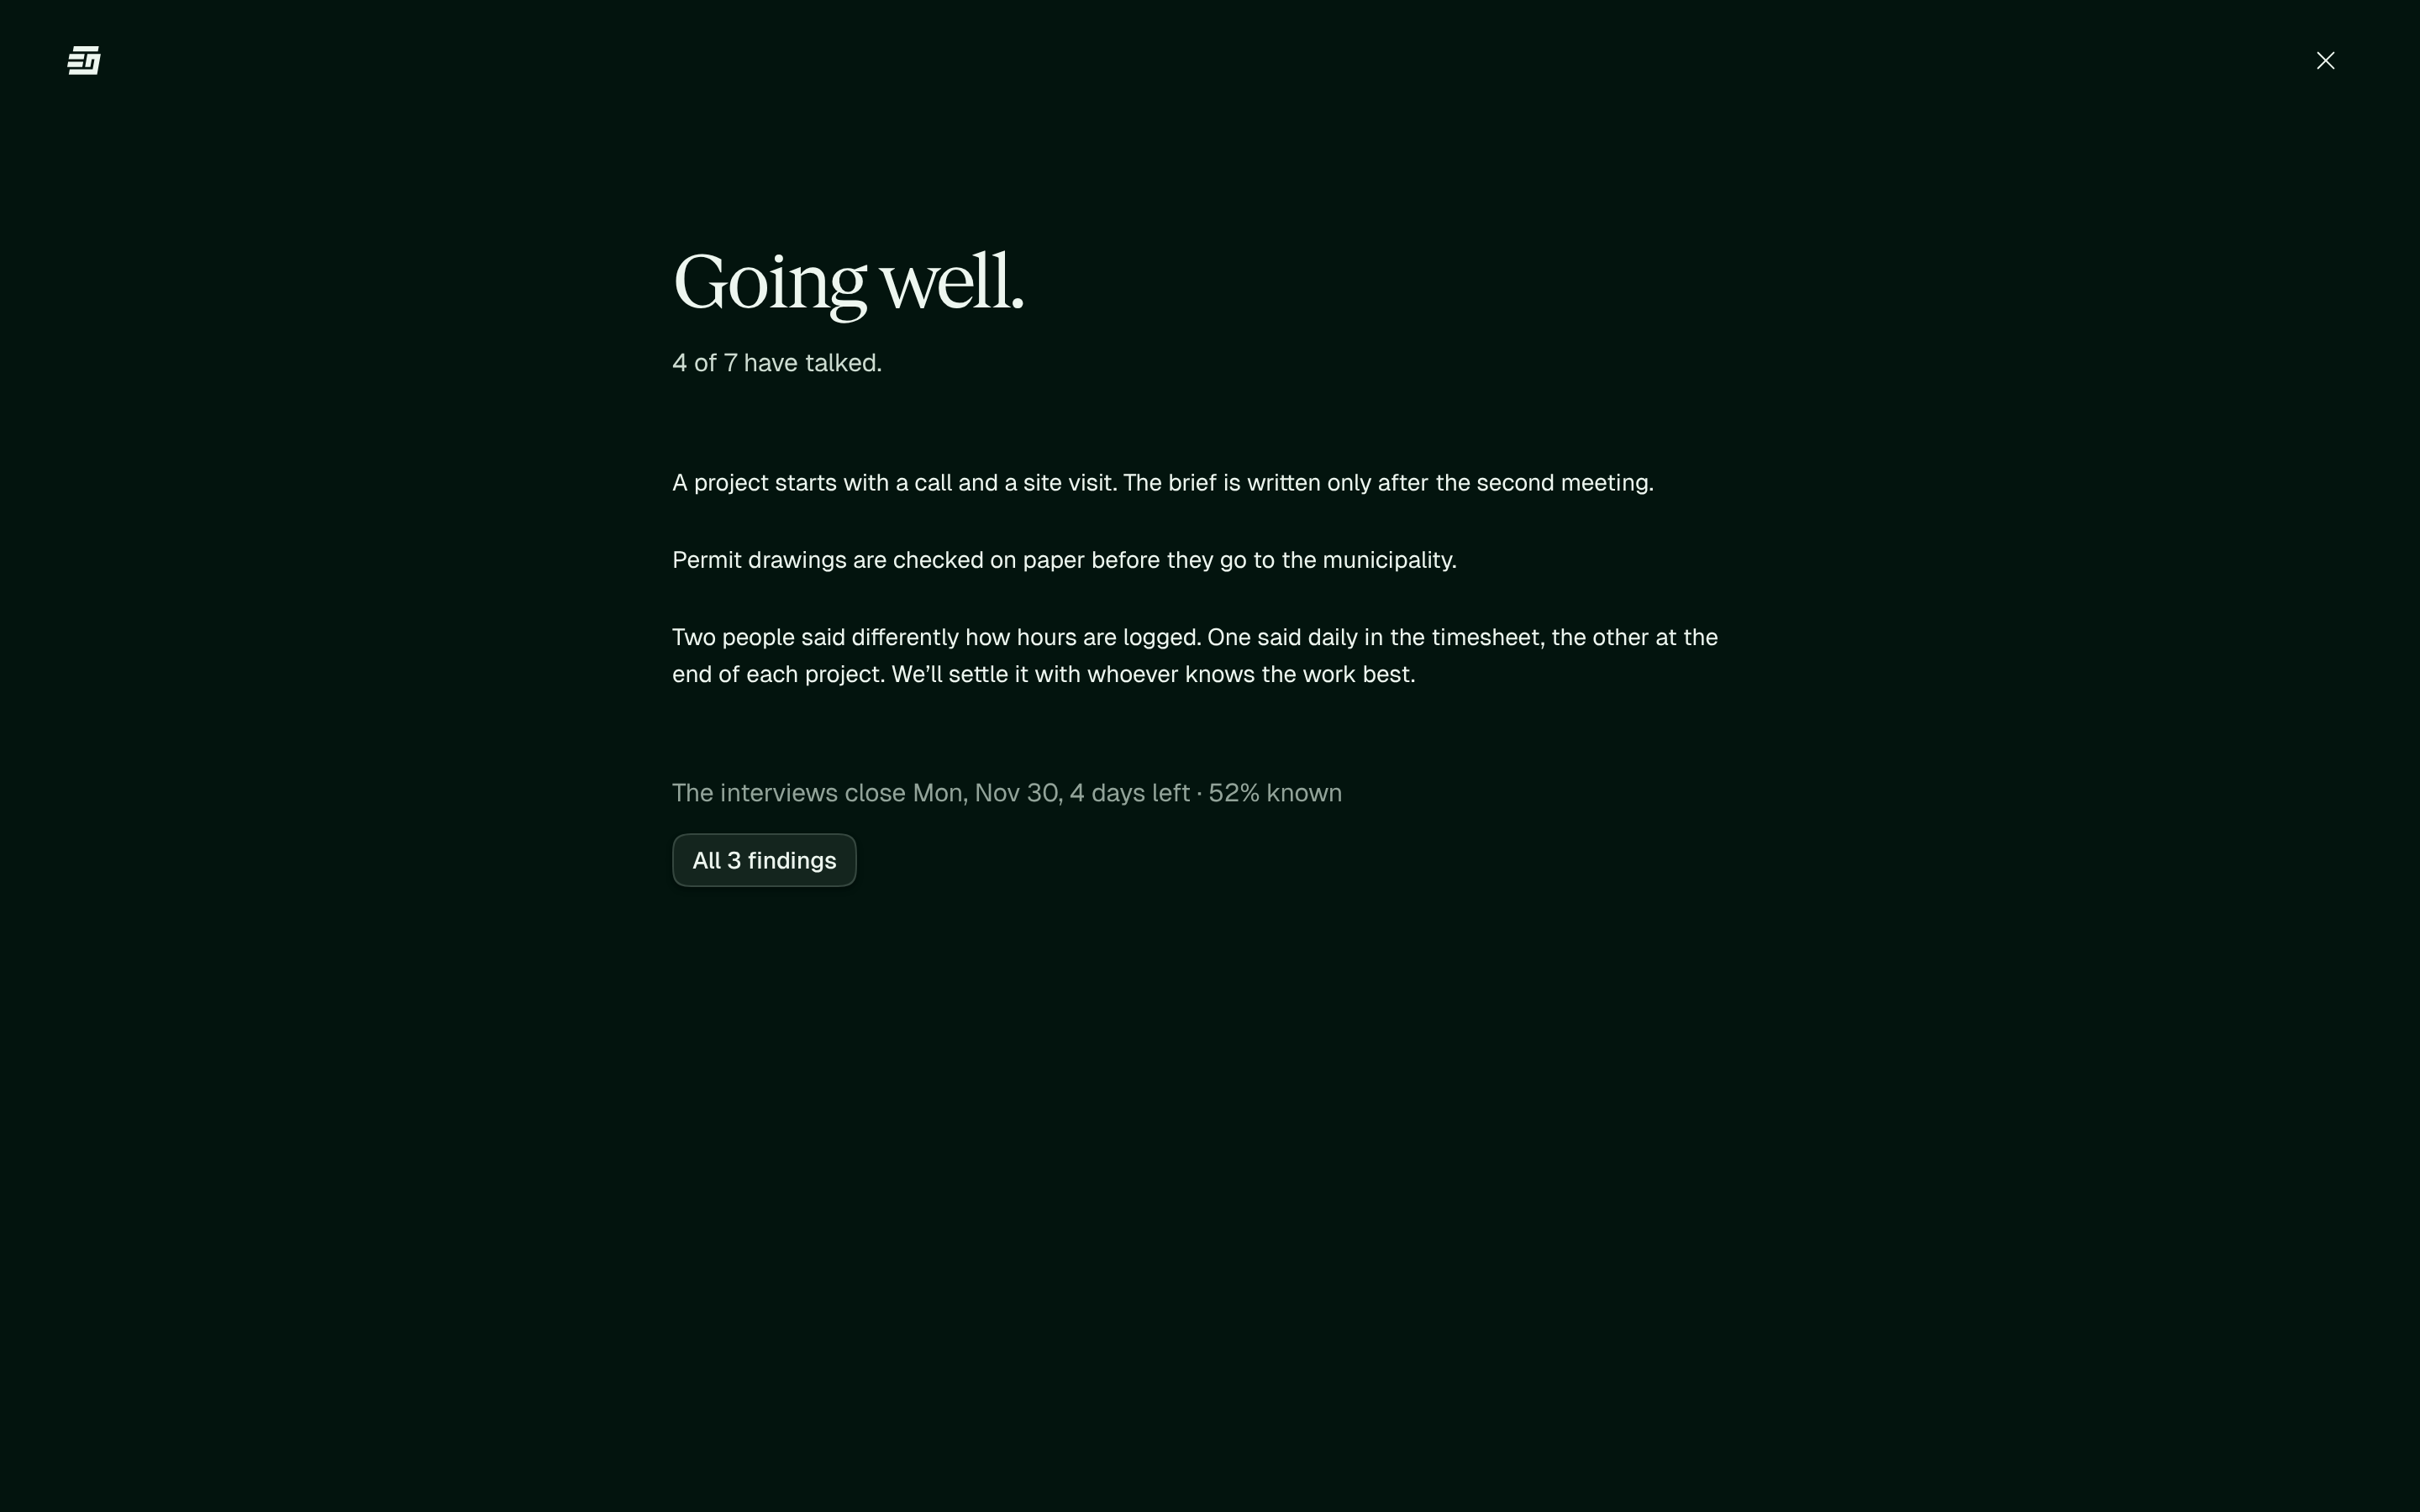 Going well.
4 of 7 have talked.
A project starts with a call and a site visit. The brief is written only after the second meeting.
Permit drawings are checked on paper before they go to the municipality.
Two people said differently how hours are logged. One said daily in the timesheet, the other at the
end of each project. We’ll settle it with whoever knows the work best.
The interviews close Mon, Nov 30, 4 days left · 52% known
All 3 findings